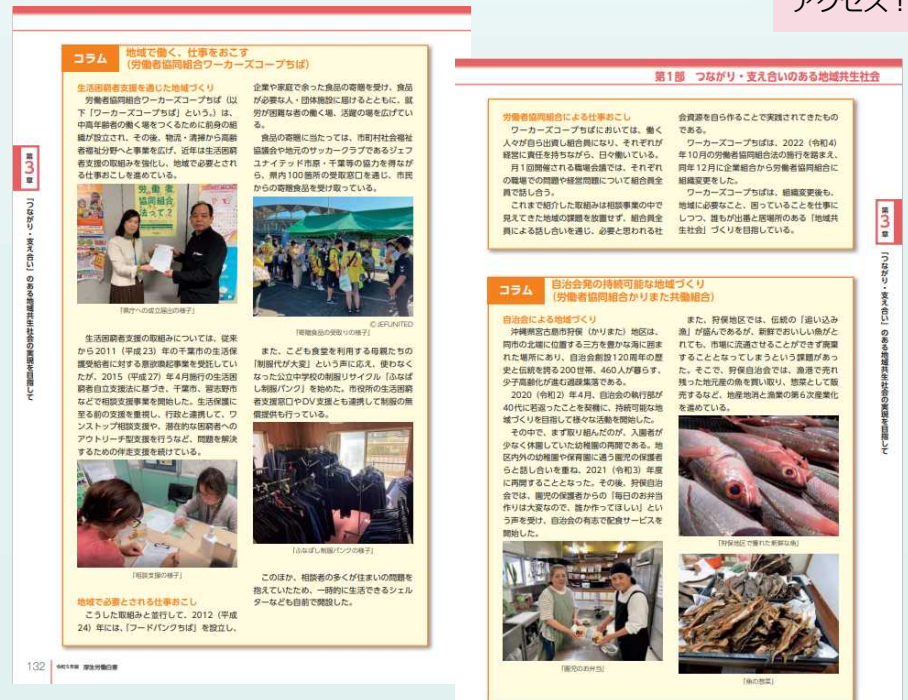 アクセス！
コラム
地域で働く、仕事をおこす
（労働者協同組合ワーカーズコープちば）
生活困窮者支援を通じた地域づくり
労働者協同組合ワーカーズコープちば（以
下「ワーカーズコープちば」という。）は、
中高年齢者の働く場をつくるために前身の組
織が設立され、その後、物流・清掃から高齢
者福祉分野へと事業を広げ、近年は生活困窮
者支援の取組みを強化し、地域で必要とされ
る仕事おこしを進めている。
「県庁への成立届出の様子」
生活困窮者支援の取組みについては、従来
から2011（平成23）年の千葉市の生活保
護受給者に対する意欲喚起事業を受託してい
たが、2015（平成27）年4月施行の生活困
窮者自立支援法に基づき、千葉市、習志野市
などで相談支援事業を開始した。生活保護に
至る前の支援を重視し、行政と連携して、ワ
ンストップ相談支援や、潜在的な困窮者への
アウトリーチ型支援を行うなど、問題を解決
するための伴走支援を続けている。
「相談支援の様子」
地域で必要とされる仕事おこし
こうした取組みと並行して、2012（平成
24）年には、「フードバンクちば」を設立し、
企業や家庭で余った食品の寄贈を受け、食品
が必要な人・団体施設に届けるとともに、就
労が困難な者の働く場、活躍の場を広げてい
る。
食品の寄贈に当たっては、市町村社会福祉
協議会や地元のサッカークラブであるジェフ
ユナイテッド市原・千葉等の協力を得なが
ら、県内100箇所の受取窓口を通じ、市民
からの寄贈食品を受け取っている。
©JEFUNITED
「寄贈食品の受取りの様子」
また、こども食堂を利用する母親たちの
「制服代が大変」という声に応え、使わなく
なった公立中学校の制服リサイクル「ふなば
し制服バンク」を始めた。市役所の生活困窮
者支援窓口やDV支援とも連携して制服の無
償提供も行っている。
「ふなばし制服バンクの様子」
このほか、相談者の多くが住まいの問題を
抱えていたため、一時的に生活できるシェル
ターなども自前で開設した。
第3章
「つながり・支え合い」のある地域共生社会の実現を目指して
132 令和5年版 厚生労働白書
第1部 つながり・支え合いのある地域共生社会
労働者協同組合による仕事おこし
ワーカーズコープちばにおいては、働く
人々が自ら出資し組合員になり、それぞれが
経営に責任を持ちながら、日々働いている。
月1回開催される職場会議では、それぞれ
の職場での問題や経営問題について組合員全
員で話し合う。
これまで紹介した取組みは相談事業の中で
見えてきた地域の課題を放置せず、組合員全
員による話し合いを通じ、必要と思われる社
会資源を自ら作ることで実践されてきたもの
である。
ワーカーズコープちばは、2022（令和4）
年10月の労働者協同組合法の施行を踏まえ、
同年12月に企業組合から労働者協同組合に
組織変更をした。
ワーカーズコープちばは、組織変更後も、
地域に必要なこと、困っていることを仕事に
しつつ、誰もが出番と居場所のある「地域共
生社会」づくりを目指している。
コラム
自治会発の持続可能な地域づくり
（労働者協同組合かりまた共働組合）
自治会による地域づくり
沖縄県宮古島市狩俣（かりまた）地区は、
同市の北端に位置する三方を豊かな海に囲ま
れた場所にあり、自治会創設120周年の歴
史と伝統を誇る200世帯、460人が暮らす、
少子高齢化が進む過疎集落である。
2020（令和2）年4月、自治会の執行部が
40代に若返ったことを契機に、持続可能な地
域づくりを目指して様々な活動を開始した。
その中で、まず取り組んだのが、入園者が
少なく休園していた幼稚園の再開である。地
区内外の幼稚園や保育園に通う園児の保護者
らと話し合いを重ね、2021（令和3）年度
に再開することとなった。その後、狩俣自治
会では、園児の保護者からの「毎日のお弁当
作りは大変なので、誰か作ってほしい」とい
う声を受け、自治会の有志で配食サービスを
開始した。
「園児のお弁当」
また、狩俣地区では、伝統の「追い込み
漁」が盛んであるが、新鮮でおいしい魚がと
れても、市場に流通させることができず廃棄
することとなってしまうという課題があっ
た。そこで、狩俣自治会では、漁港で売れ
残った地元産の魚を買い取り、惣菜として販
売するなど、地産地消と漁業の第6次産業化
を進めている。
「狩俣地区で獲れた新鮮な魚」
「魚の惣菜」
第3章
「つながり・支え合い」のある地域共生社会の実現を目指して